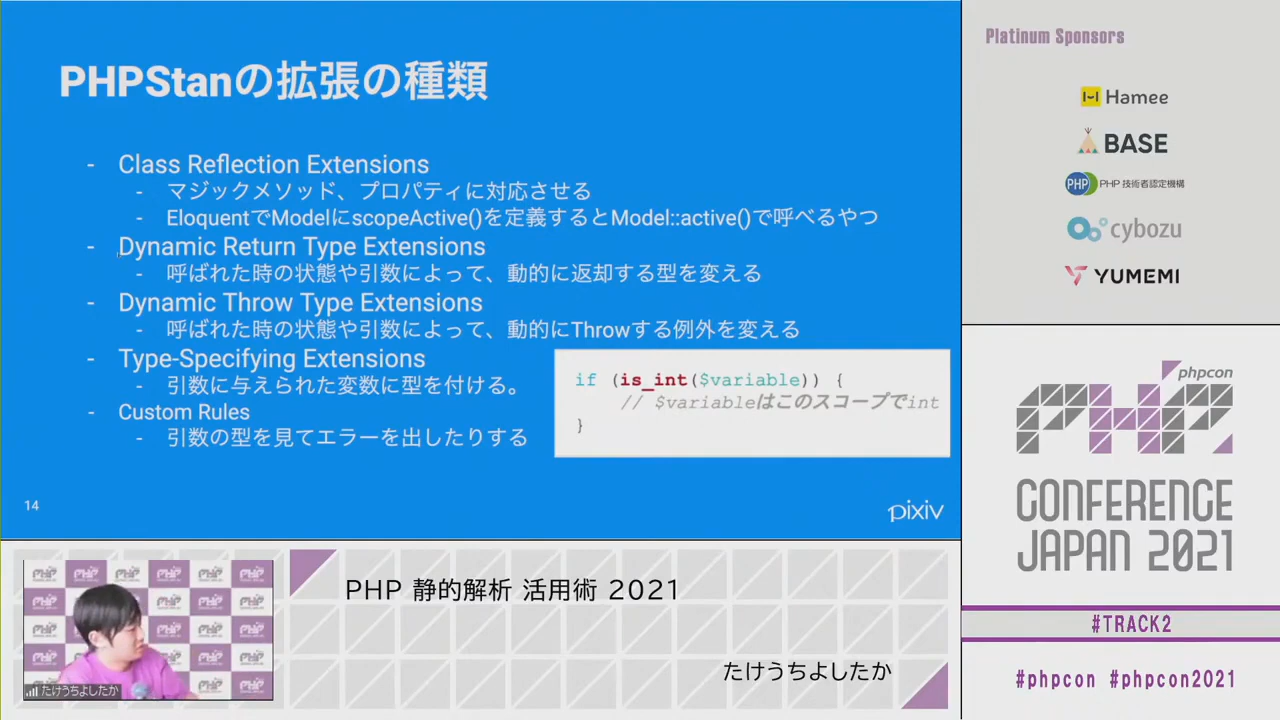 PHPStanの拡張の種類
- Class Reflection Extensions
- マジックメソッド、プロパティに対応させる
- EloquentでModelにscopeActive()を定義するとModel::active()で呼べるやつ
- Dynamic Return Type Extensions
- 呼ばれた時の状態や引数によって、動的に返却する型を変える
- Dynamic Throw Type Extensions
- 呼ばれた時の状態や引数によって、動的にThrowする例外を変える
- Type-Specifying Extensions
- 引数に与えられた変数に型を付ける。
- Custom Rules
- 引数の型を見てエラーを出したりする
if (is_int($variable)) {
// $variableはこのスコープでint
}
14
pixiv
Platinum Sponsors
Hamee
BASE
PHP PHP 技術者認定機構
cybozu
YUMEMI
phpcon
PHP
CONFERENCE
JAPAN 2021
#TRACK2
#phpcon #phpcon2021
PHP 静的解析 活用術 2021
たけうちよしたか
たけうちよしたか